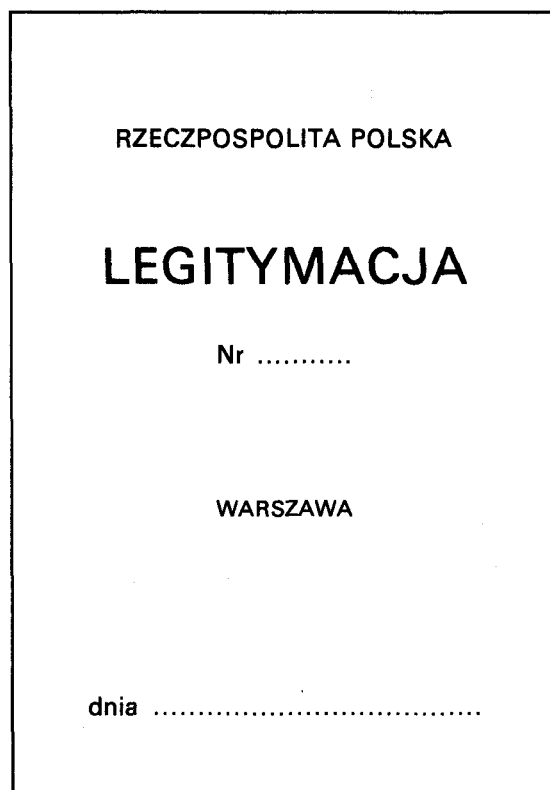 RZECZPOSPOLITA POLSKA
LEGITYMACJA
Nr ...........
WARSZAWA
dnia ....................................